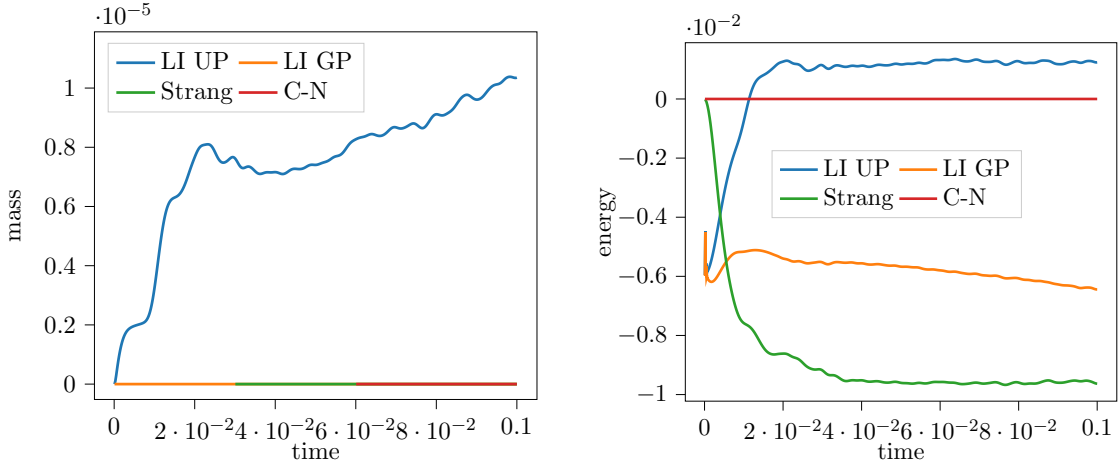 ·10⁻⁵
LI UP LI GP
Strang C-N
1
0.8
0.6
0.4
0.2
0
mass
0 2 · 10⁻² 4 · 10⁻² 6 · 10⁻² 8 · 10⁻² 0.1
time
·10⁻²
0
−0.2
−0.4
−0.6
−0.8
−1
energy
LI UP LI GP
Strang C-N
0 2 · 10⁻² 4 · 10⁻² 6 · 10⁻² 8 · 10⁻² 0.1
time